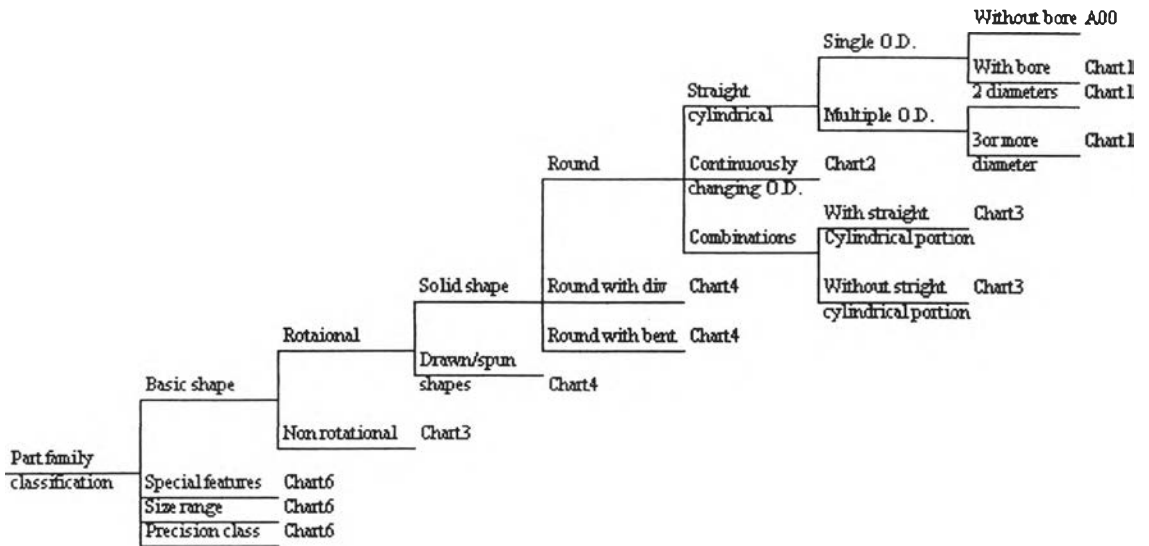 Without bore A00
Single O.D.
With bore Chart1
Straight 2 diameters Chart1
cylindrical Multiple O.D.
3or more Chart1
Round Continuously Chart2 diameter
changing O.D.
With straight Chart3
Combinations Cylindrical portion
Solid shape Round with div Chart4 Without stright Chart3
cylindrical portion
Rotaional Round with bent Chart4
Drawn/spun
Basic shape shapes Chart4
Non rotational Chart3
Part family
classification Special features Chart6
Size range Chart6
Precision class Chart6